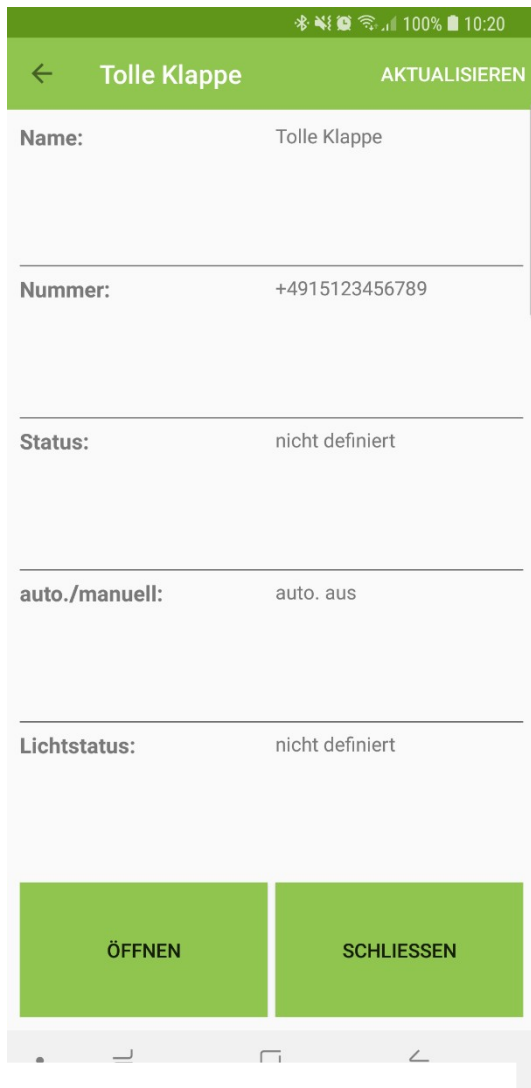 100% 10:20
Tolle Klappe AKTUALISIEREN
Name: Tolle Klappe
Nummer: +4915123456789
Status: nicht definiert
auto./manuell: auto. aus
Lichtstatus: nicht definiert
ÖFFNEN SCHLIESSEN